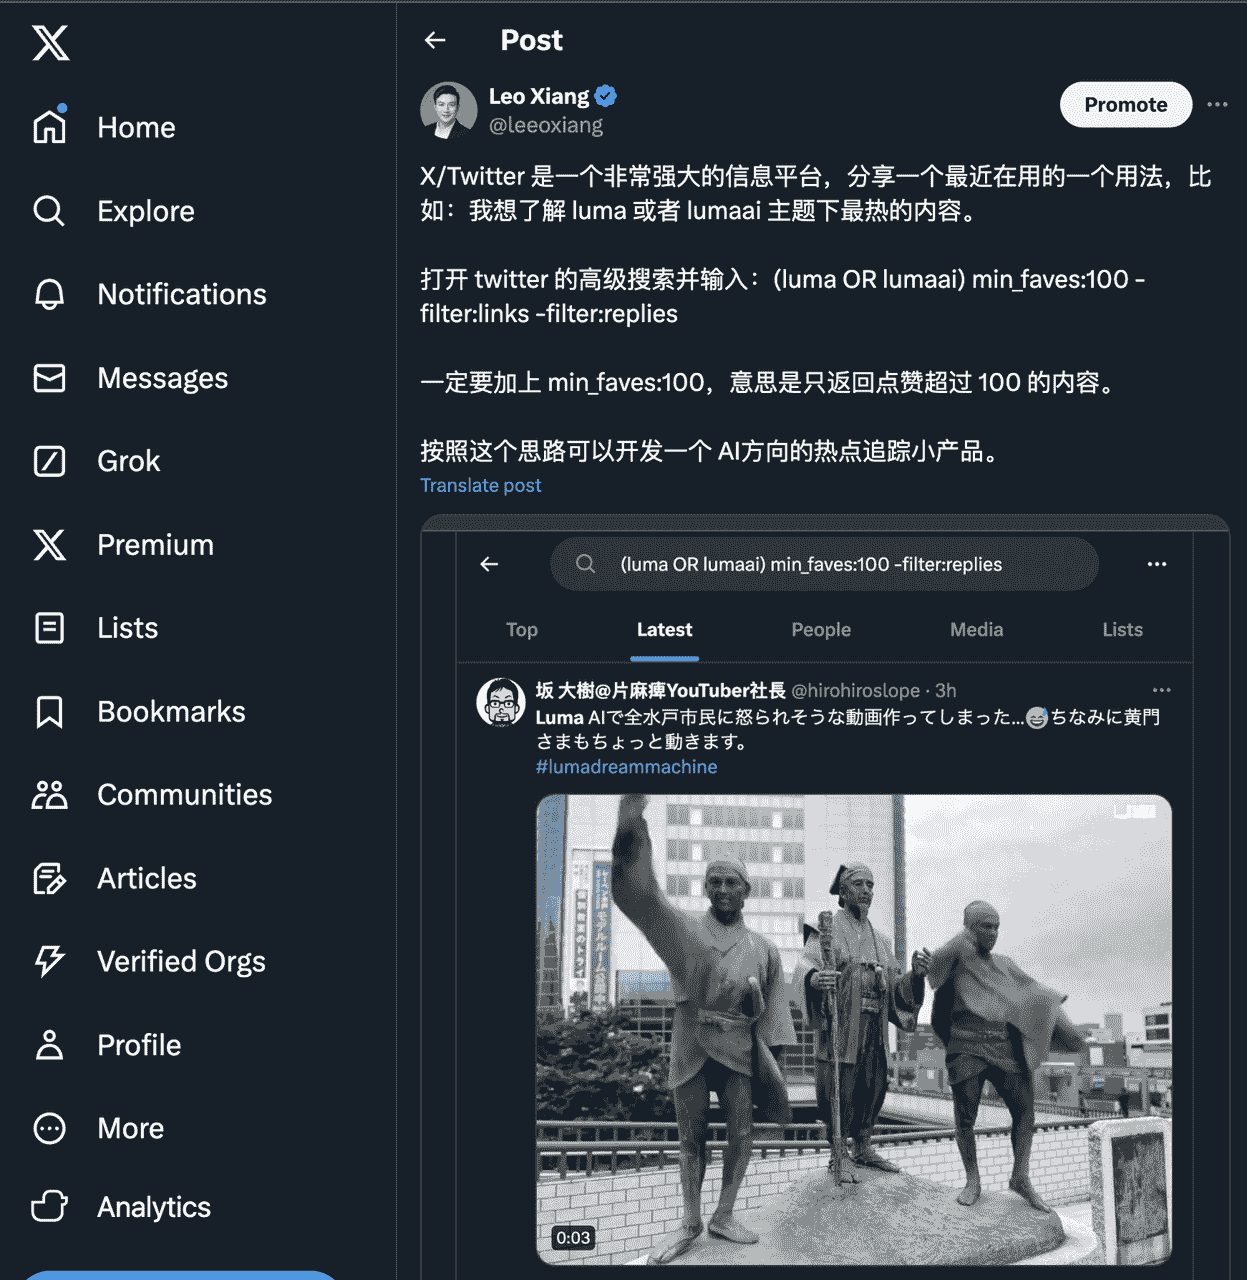 Home
Explore
Notifications
Messages
Grok
Premium
Lists
Bookmarks
Communities
Articles
Verified Orgs
Profile
More
Analytics
Post
Leo Xiang
@leeoxiang
Promote
X/Twitter 是一个非常强大的信息平台，分享一个最近在用的一个用法，比
如：我想了解 luma 或者 lumaai 主题下最热的内容。
打开 twitter 的高级搜索并输入：(luma OR lumaai) min_faves:100 -
filter:links -filter:replies
一定要加上 min_faves:100，意思是只返回点赞超过 100 的内容。
按照这个思路可以开发一个 AI方向的热点追踪小产品。
Translate post
(luma OR lumaai) min_faves:100 -filter:replies
Top
Latest
People
Media
Lists
坂 大樹@片麻痺YouTuber社長 @hirohiroslope · 3h
Luma AIで全水戸市民に怒られそうな動画作ってしまった...😅ちなみに黄門
さまもちょっと動きます。
#lumadreammachine
0:03